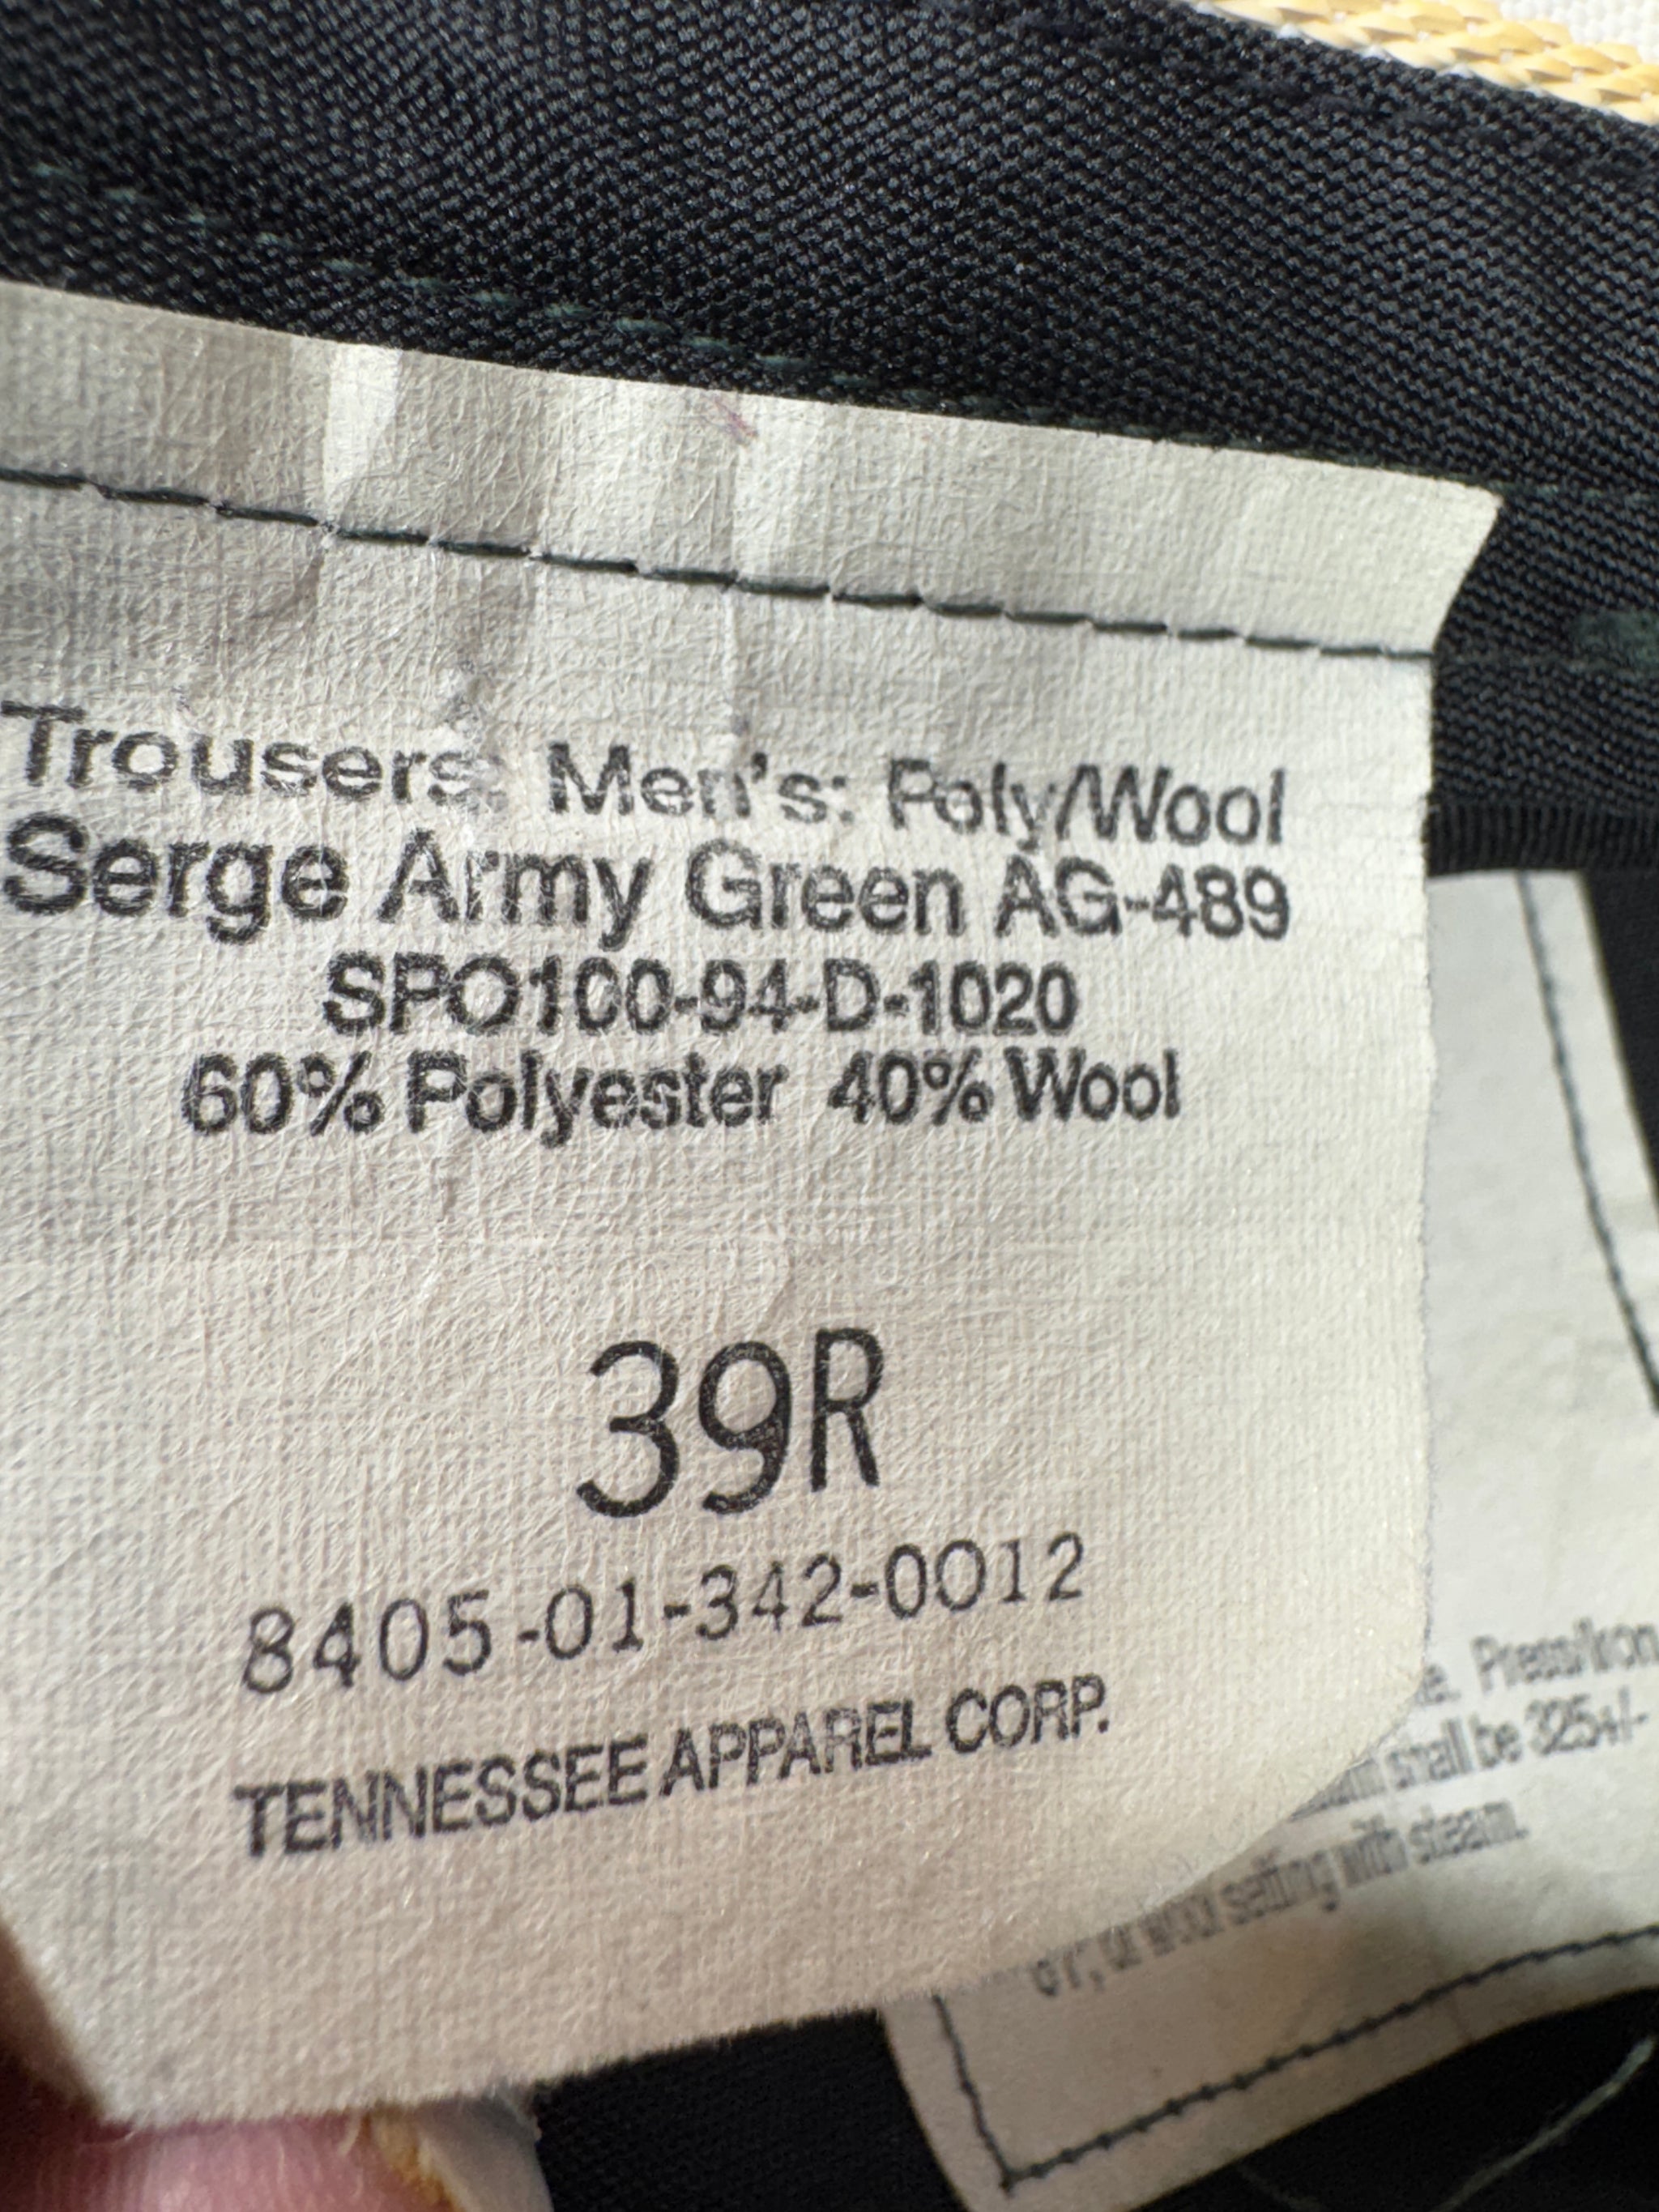 Trousers: Men's: Poly/Wool
Serge Army Green AG-489
SPO100-94-D-1020
60% Polyester 40% Wool
39R
8405-01-342-0012
TENNESSEE APPAREL CORP.
Press/Iron
shall be 325+/-
setting with steam.